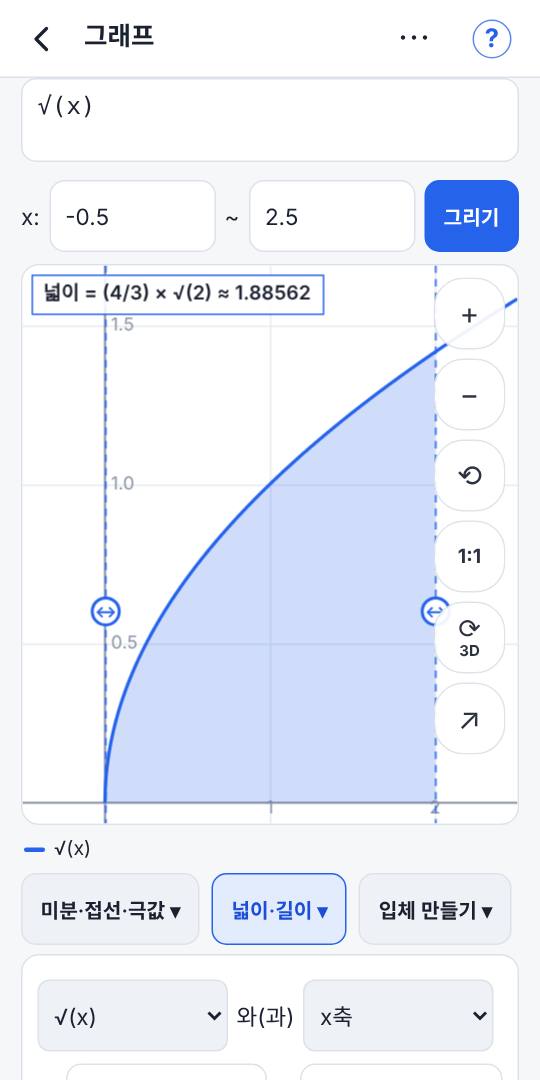 그래프 ··· ?
√(x)
x: -0.5 ~ 2.5 그리기
넓이 = (4/3) × √(2) ≈ 1.88562
+
1.5
−
1.0
1:1
0.5
3D
1 2
√(x)
미분·접선·극값 ▾ 넓이·길이 ▾ 입체 만들기 ▾
√(x) 와(과) x축